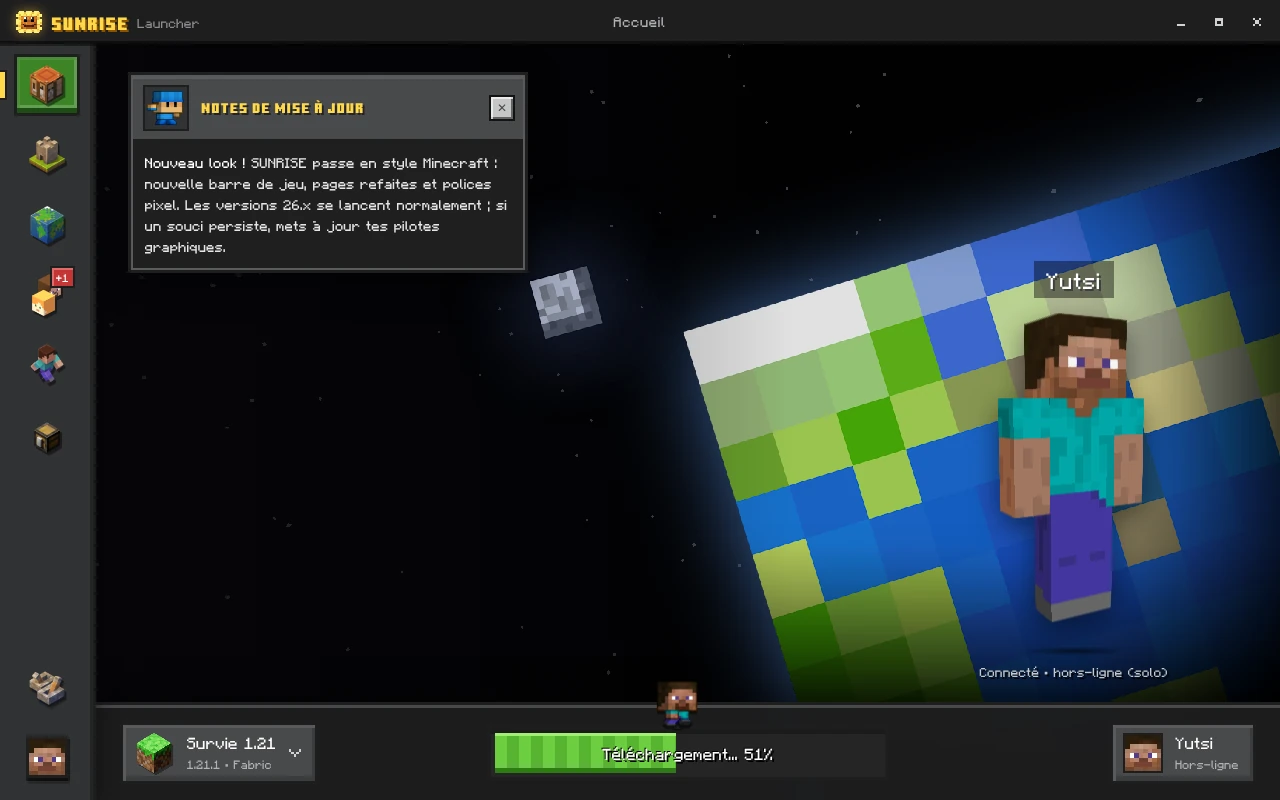 SUNRISE Launcher
Accueil
NOTES DE MISE À JOUR
Nouveau look ! SUNRISE passe en style Minecraft :
nouvelle barre de jeu, pages refaites et polices
pixel. Les versions 26.x se lancent normalement ; si
un souci persiste, mets à jour tes pilotes
graphiques.
+1
Yutsi
Connecté • hors-ligne (solo)
Survie 1.21
1.21.1 • Fabric
Téléchargement... 51%
Yutsi
Hors-ligne